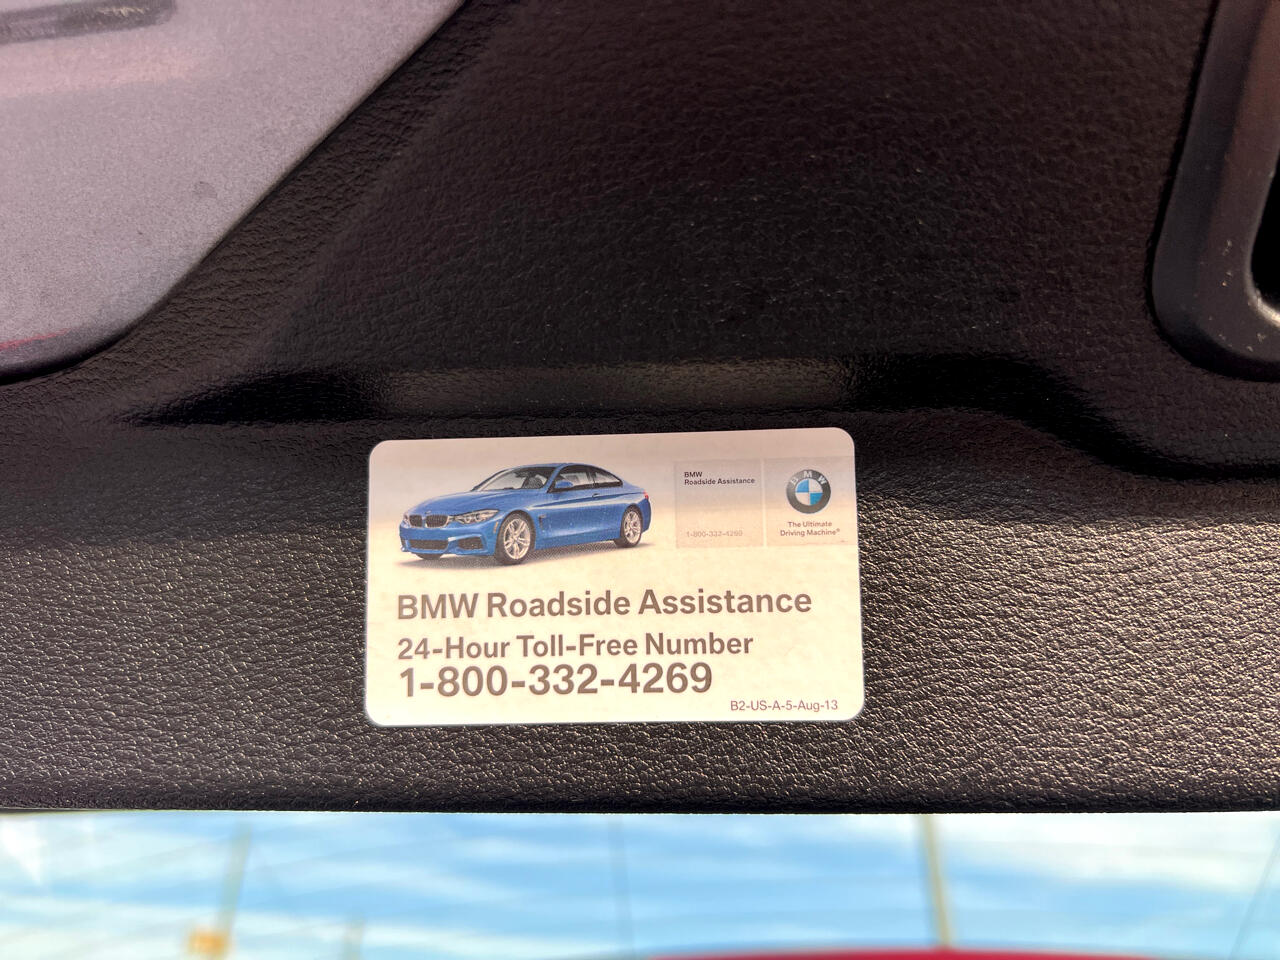 BMW
Roadside Assistance
1-800-332-4269
BMW
The Ultimate
Driving Machine®
BMW Roadside Assistance
24-Hour Toll-Free Number
1-800-332-4269
B2-US-A-5-Aug-13